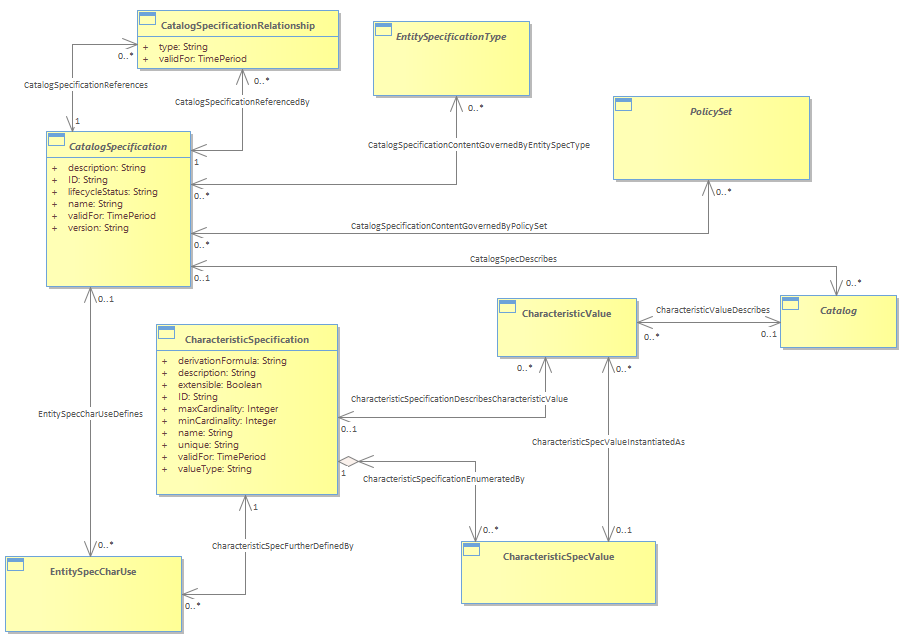 CatalogSpecificationRelationship
+ type: String
+ validFor: TimePeriod
EntitySpecificationType
0..*
0..*
0..*
CatalogSpecificationReferences
CatalogSpecificationReferencedBy
PolicySet
1
CatalogSpecification
+ description: String
+ ID: String
+ lifecycleStatus: String
+ name: String
+ validFor: TimePeriod
+ version: String
CatalogSpecificationContentGovernedByEntitySpecType
1
0..*
0..*
CatalogSpecificationContentGovernedByPolicySet
0..*
CatalogSpecDescribes
0..1
0..*
0..1
CharacteristicValue
CharacteristicValueDescribes
Catalog
0..*
0..1
CharacteristicSpecification
+ derivationFormula: String
+ description: String
+ extensible: Boolean
+ ID: String
+ maxCardinality: Integer
+ minCardinality: Integer
+ name: String
+ unique: String
+ validFor: TimePeriod
+ valueType: String
0..*
0..*
CharacteristicSpecificationDescribesCharacteristicValue
0..1
EntitySpecCharUseDefines
CharacteristicSpecValueInstantiatedAs
1
CharacteristicSpecificationEnumeratedBy
1
0..*
0..1
0..*
CharacteristicSpecFurtherDefinedBy
CharacteristicSpecValue
EntitySpecCharUse
0..*